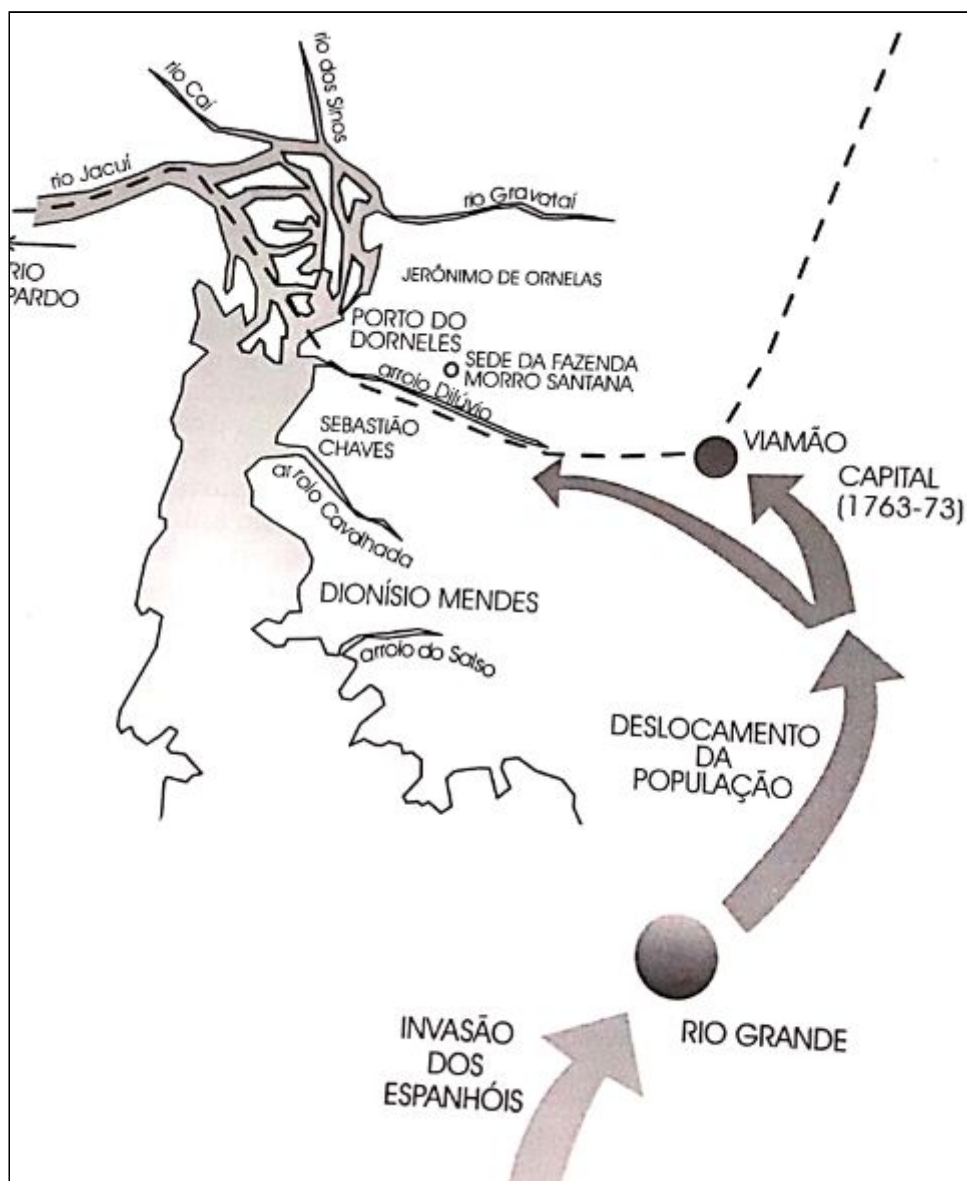 rio Caí
rio dos Sinos
rio Jacuí
rio Gravataí
RIO
PARDO
JERÔNIMO DE ORNELAS
PORTO DO
DORNELES
SEDE DA FAZENDA
MORRO SANTANA
arroio Dilúvio
SEBASTIÃO
CHAVES
VIAMÃO
CAPITAL
(1763-73)
arroio Cavalhada
DIONÍSIO MENDES
arroio do Salso
DESLOCAMENTO
DA
POPULAÇÃO
INVASÃO
DOS
ESPANHÓIS
RIO GRANDE